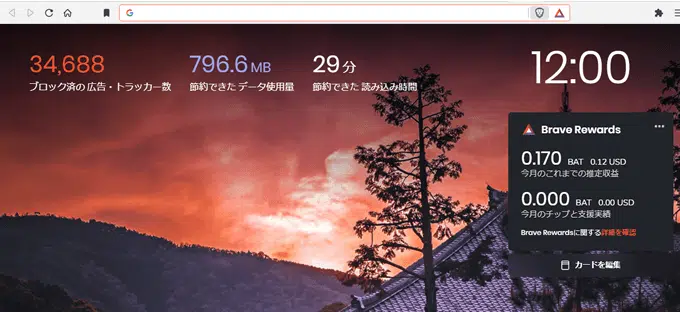 34,688
ブロック済の 広告・トラッカー数
796.6 MB
節約できた データ使用量
29 分
節約できた 読み込み時間
12:00
Brave Rewards
0.170 BAT 0.12 USD
今月のこれまでの推定収益
0.000 BAT 0.00 USD
今月のチップと支援実績
Brave Rewardsに関する詳細を確認
カードを編集